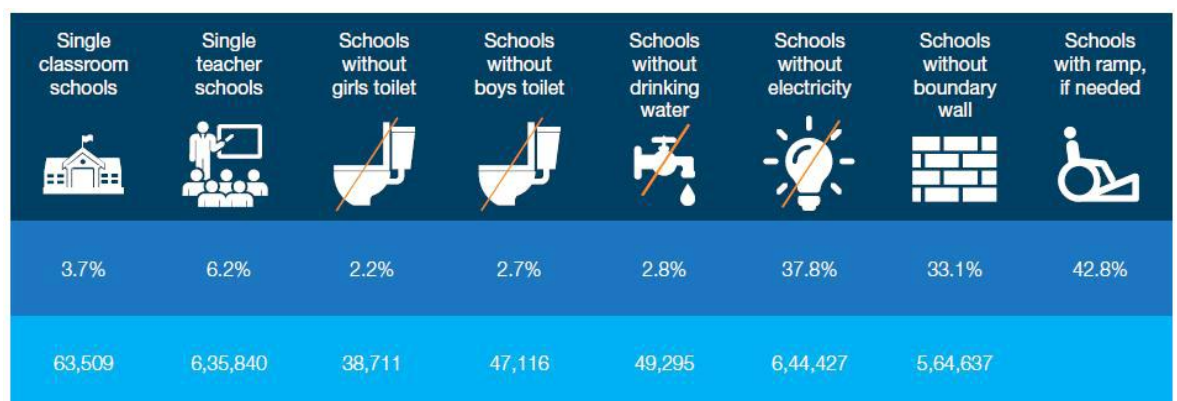 Single
classroom
schools
Single
teacher
schools
Schools
without
girls toilet
Schools
without
boys toilet
Schools
without
drinking
water
Schools
without
electricity
Schools
without
boundary
wall
Schools
with ramp,
if needed
3.7% 6.2% 2.2% 2.7% 2.8% 37.8% 33.1% 42.8%
63,509 6,35,840 38,711 47,116 49,295 6,44,427 5,64,637